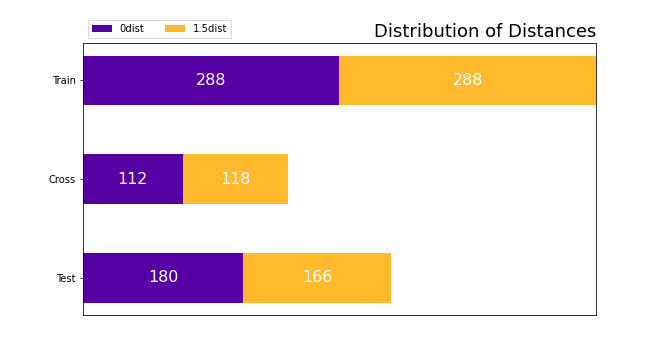 0dist 1.5dist
Distribution of Distances
Train 288 288
Cross 112 118
Test 180 166